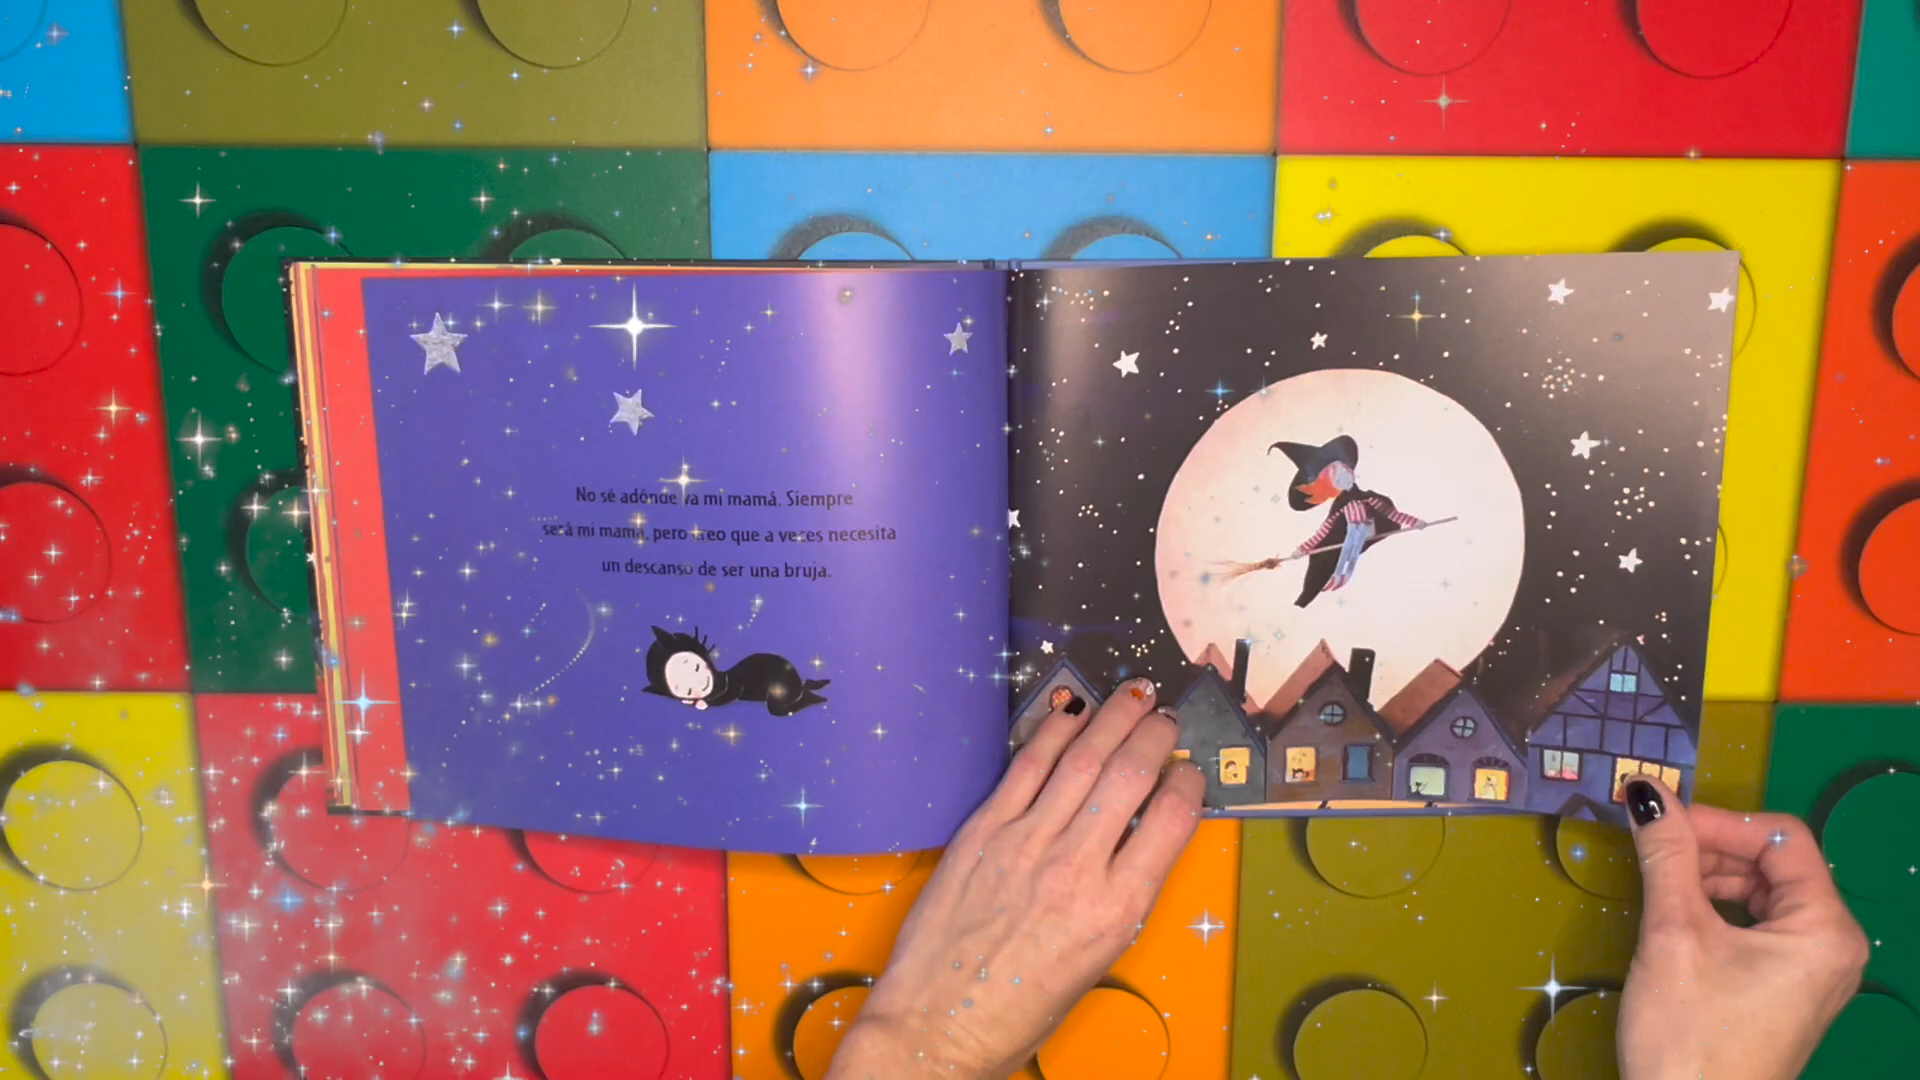 No sé adónde va mi mamá. Siempre
será mi mamá, pero creo que a veces necesita
un descanso de ser una bruja.